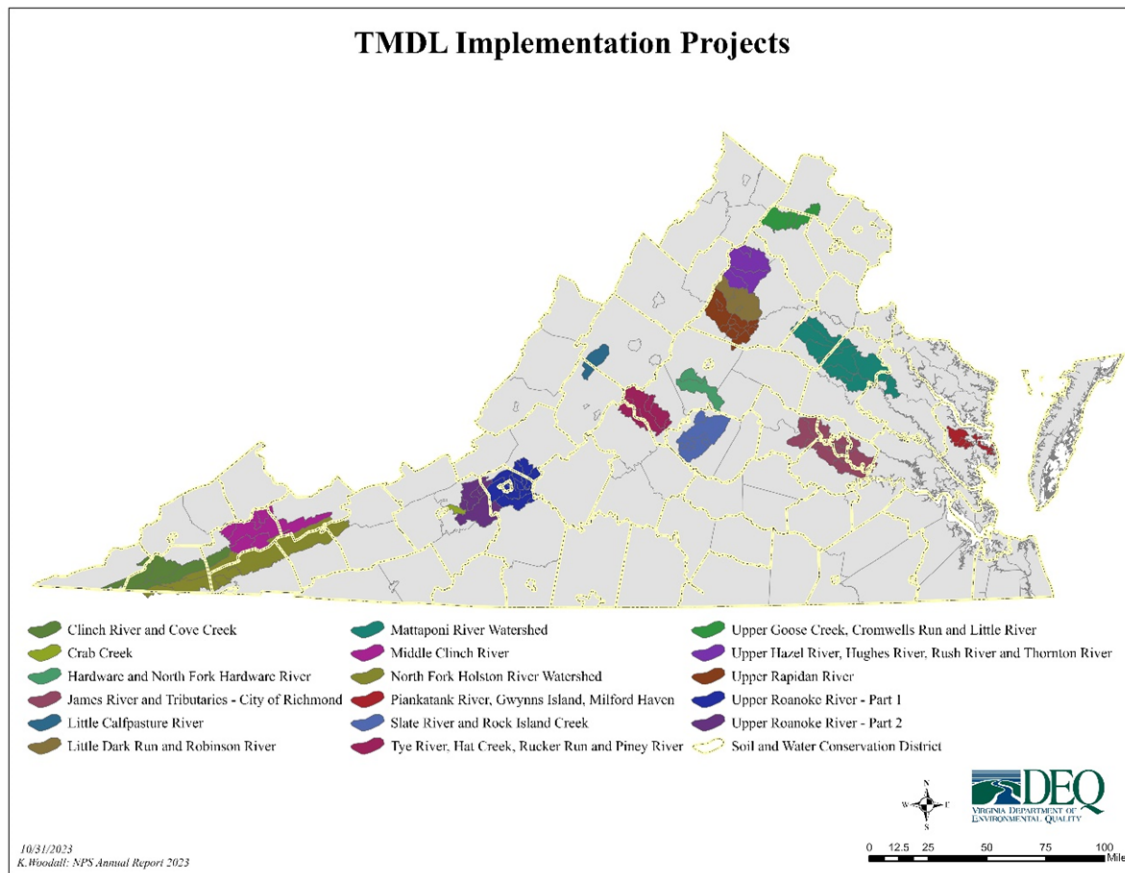 TMDL Implementation Projects
Clinch River and Cove Creek
Crab Creek
Hardware and North Fork Hardware River
James River and Tributaries - City of Richmond
Little Calfpasture River
Little Dark Run and Robinson River
Mattaponi River Watershed
Middle Clinch River
North Fork Holston River Watershed
Piankatank River, Gwynns Island, Milford Haven
Slate River and Rock Island Creek
Tye River, Hat Creek, Rucker Run and Piney River
Upper Goose Creek, Cromwells Run and Little River
Upper Hazel River, Hughes River, Rush River and Thornton River
Upper Rapidan River
Upper Roanoke River - Part 1
Upper Roanoke River - Part 2
Soil and Water Conservation District
N
W E
S
DEQ
VIRGINIA DEPARTMENT OF
ENVIRONMENTAL QUALITY
10/31/2023
K.Woodall: NPS Annual Report 2023
0 12.5 25 50 75 100
Mile